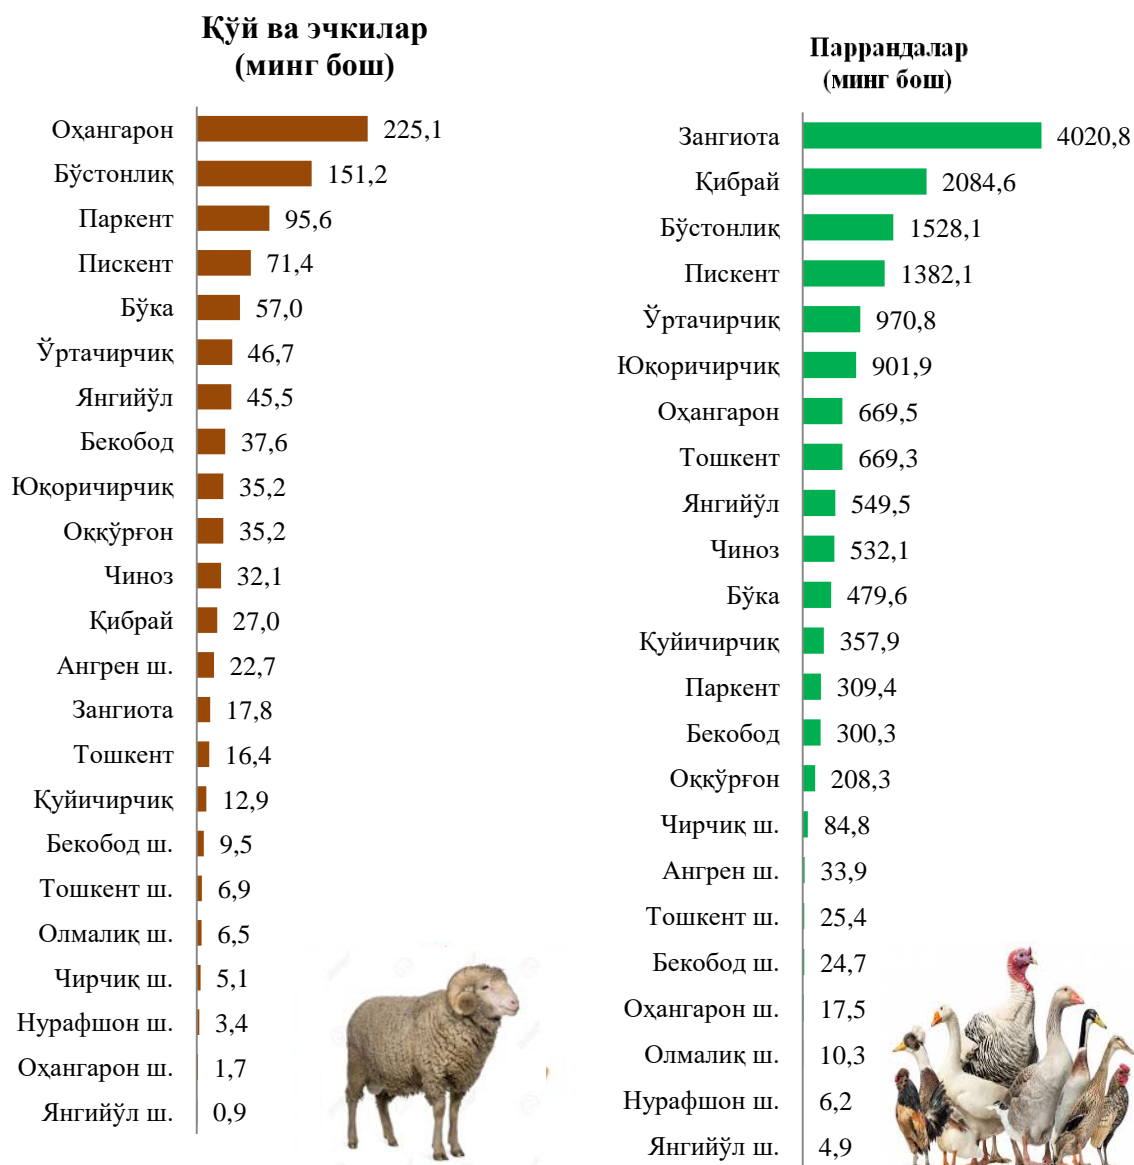 Қўй ва эчкилар
(минг бош)
Оҳангарон 225,1
Бўстонлиқ 151,2
Паркент 95,6
Пискент 71,4
Бўка 57,0
Ўртачирчиқ 46,7
Янгийўл 45,5
Бекобод 37,6
Юқоричирчиқ 35,2
Оққўрғон 35,2
Чиноз 32,1
Қибрай 27,0
Ангрен ш. 22,7
Зангиота 17,8
Тошкент 16,4
Қуйичирчиқ 12,9
Бекобод ш. 9,5
Тошкент ш. 6,9
Олмалиқ ш. 6,5
Чирчиқ ш. 5,1
Нурафшон ш. 3,4
Оҳангарон ш. 1,7
Янгийўл ш. 0,9
Паррандалар
(минг бош)
Зангиота 4020,8
Қибрай 2084,6
Бўстонлиқ 1528,1
Пискент 1382,1
Ўртачирчиқ 970,8
Юқоричирчиқ 901,9
Оҳангарон 669,5
Тошкент 669,3
Янгийўл 549,5
Чиноз 532,1
Бўка 479,6
Қуйичирчиқ 357,9
Паркент 309,4
Бекобод 300,3
Оққўрғон 208,3
Чирчиқ ш. 84,8
Ангрен ш. 33,9
Тошкент ш. 25,4
Бекобод ш. 24,7
Оҳангарон ш. 17,5
Олмалиқ ш. 10,3
Нурафшон ш. 6,2
Янгийўл ш. 4,9